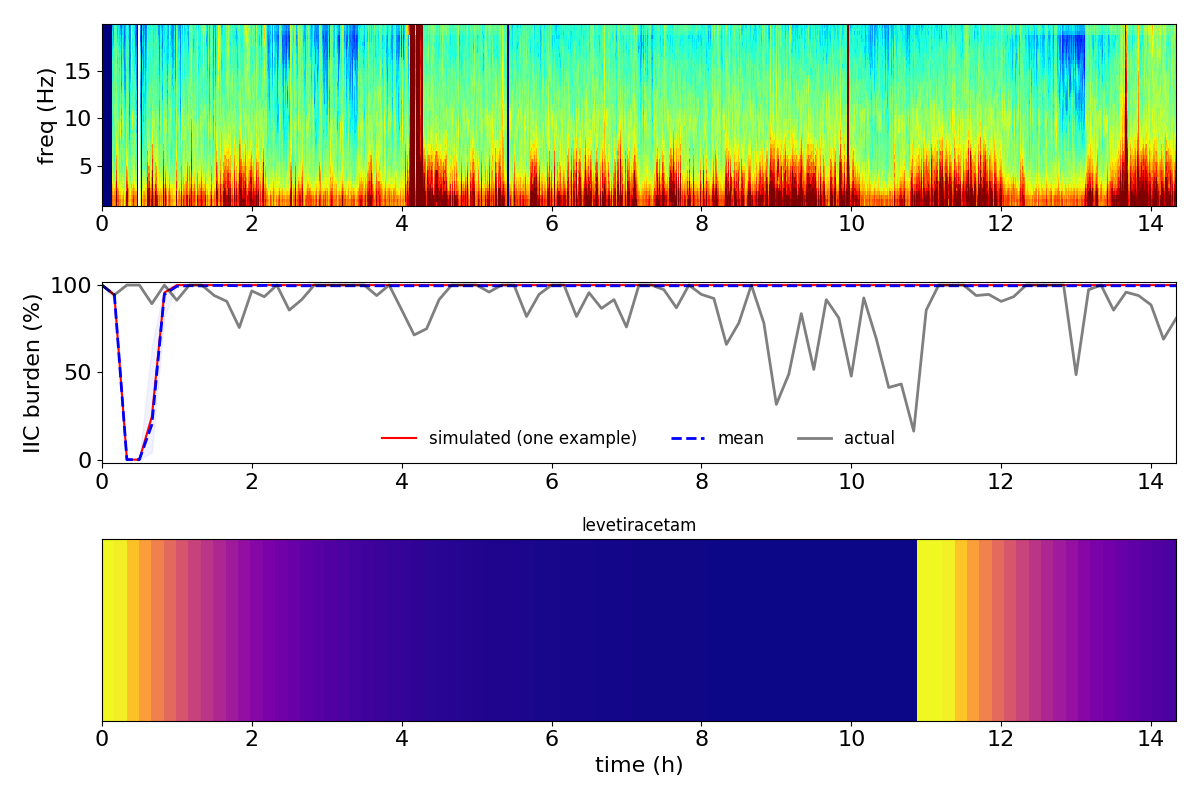 freq (Hz)
15
10
5
0 2 4 6 8 10 12 14
IIC burden (%)
100
50
0
simulated (one example) mean actual
0 2 4 6 8 10 12 14
levetiracetam
0 2 4 6 8 10 12 14
time (h)